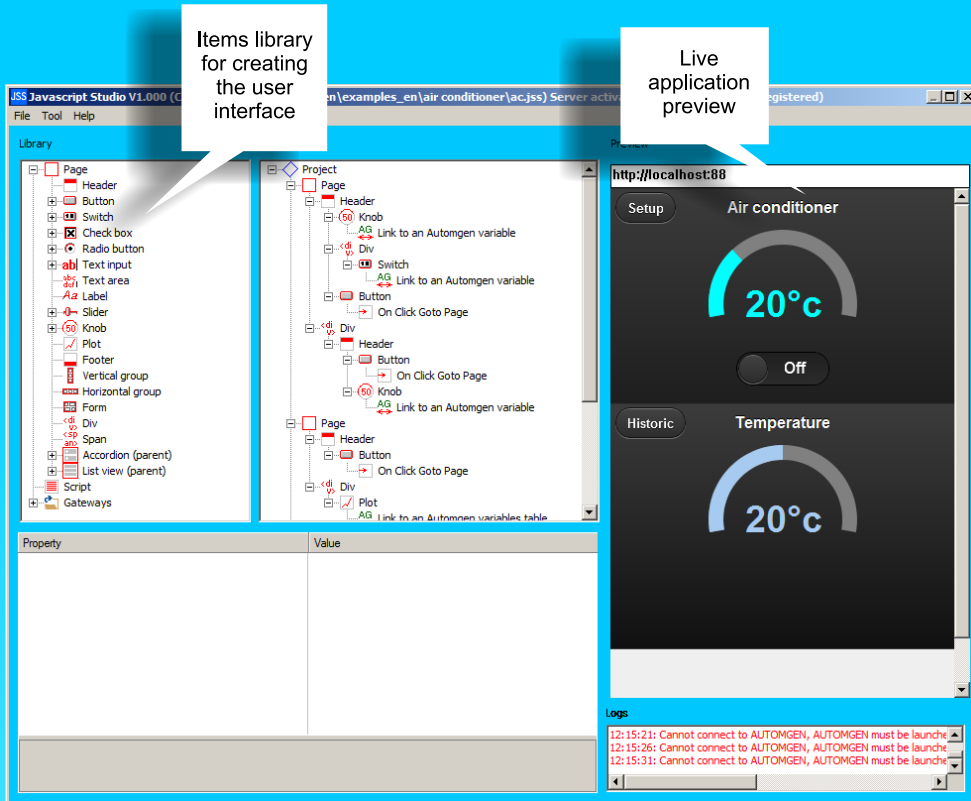 Items library
for creating
the user
interface
Live
application
preview
JSS Javascript Studio V1.000 (C
en\examples_en\air conditioner\ac.jss) Server activa
egistered)
File Tool Help
Library
Page
Header
Button
Switch
Check box
Radio button
Text input
Text area
Label
Slider
Knob
Plot
Footer
Vertical group
Horizontal group
Form
Div
Span
Accordion (parent)
List view (parent)
Script
Gateways
Project
Page
Header
Knob
AG Link to an Automgen variable
Div
Switch
AG Link to an Automgen variable
Button
On Click Goto Page
Div
Header
Button
On Click Goto Page
Knob
AG Link to an Automgen variable
Page
Header
Button
On Click Goto Page
Div
Plot
AG Link to an Automgen variables table
Preview
http://localhost:88
Setup
Air conditioner
20°c
Off
Historic
Temperature
20°c
Property
Value
Logs
12:15:21: Cannot connect to AUTOMGEN, AUTOMGEN must be launche
12:15:26: Cannot connect to AUTOMGEN, AUTOMGEN must be launche
12:15:31: Cannot connect to AUTOMGEN, AUTOMGEN must be launche